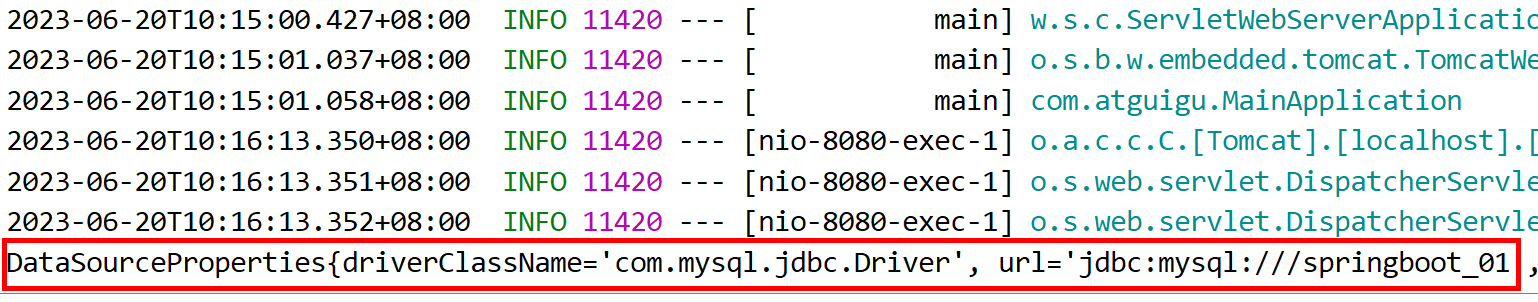 2023-06-20T10:15:00.427+08:00  INFO 11420 --- [           main] w.s.c.ServletWebServerApplicatio
2023-06-20T10:15:01.037+08:00  INFO 11420 --- [           main] o.s.b.w.embedded.tomcat.TomcatWe
2023-06-20T10:15:01.058+08:00  INFO 11420 --- [           main] com.atguigu.MainApplication
2023-06-20T10:16:13.350+08:00  INFO 11420 --- [nio-8080-exec-1] o.a.c.c.C.[Tomcat].[localhost].[
2023-06-20T10:16:13.351+08:00  INFO 11420 --- [nio-8080-exec-1] o.s.web.servlet.DispatcherServle
2023-06-20T10:16:13.352+08:00  INFO 11420 --- [nio-8080-exec-1] o.s.web.servlet.DispatcherServle
DataSourceProperties{driverClassName='com.mysql.jdbc.Driver', url='jdbc:mysql:///springboot_01 ,